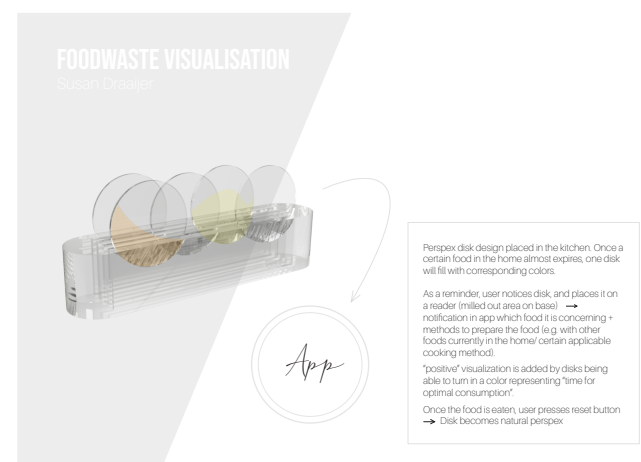 FOODWASTE VISUALISATION
Susan Draaijer
App
Perspex disk design placed in the kitchen. Once a
certain food in the home almost expires, one disk
will fill with corresponding colors.
As a reminder, user notices disk, and places it on
a reader (milled out area on base) →
notification in app which food it is concerning +
methods to prepare the food (e.g. with other
foods currently in the home/ certain applicable
cooking method).
"positive" visualization is added by disks being
able to turn in a color representing "time for
optimal consumption".
Once the food is eaten, user presses reset button
→ Disk becomes natural perspex